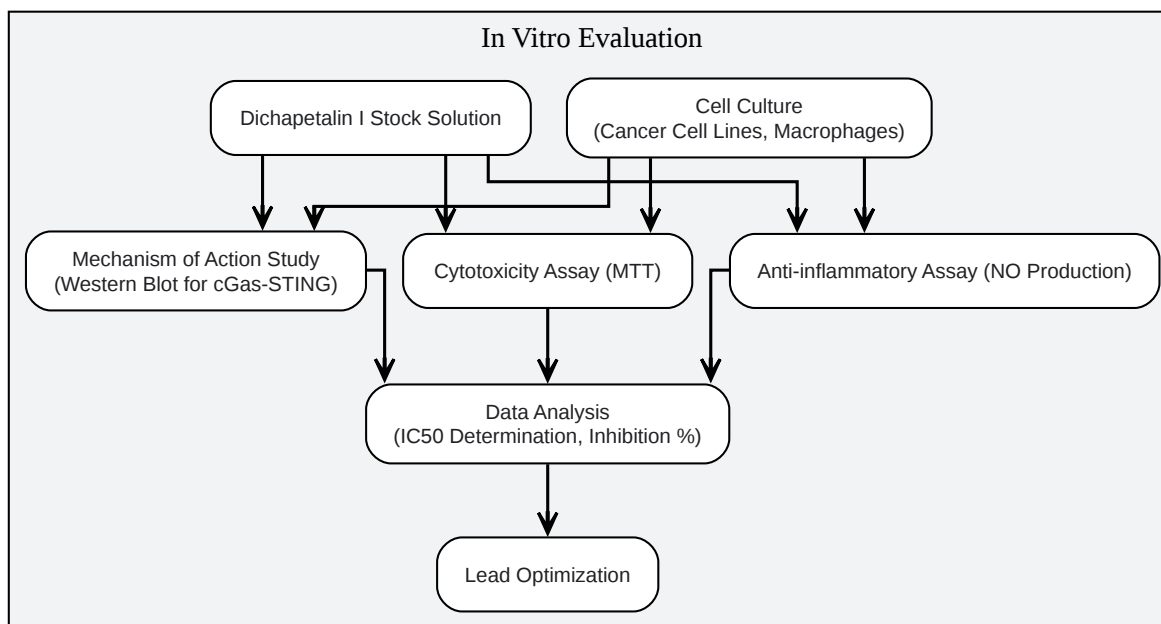 In Vitro Evaluation
Dichapetalin I Stock Solution
Cell Culture
(Cancer Cell Lines, Macrophages)
Mechanism of Action Study
(Western Blot for cGas-STING)
Cytotoxicity Assay (MTT)
Anti-inflammatory Assay (NO Production)
Data Analysis
(IC50 Determination, Inhibition %)
Lead Optimization